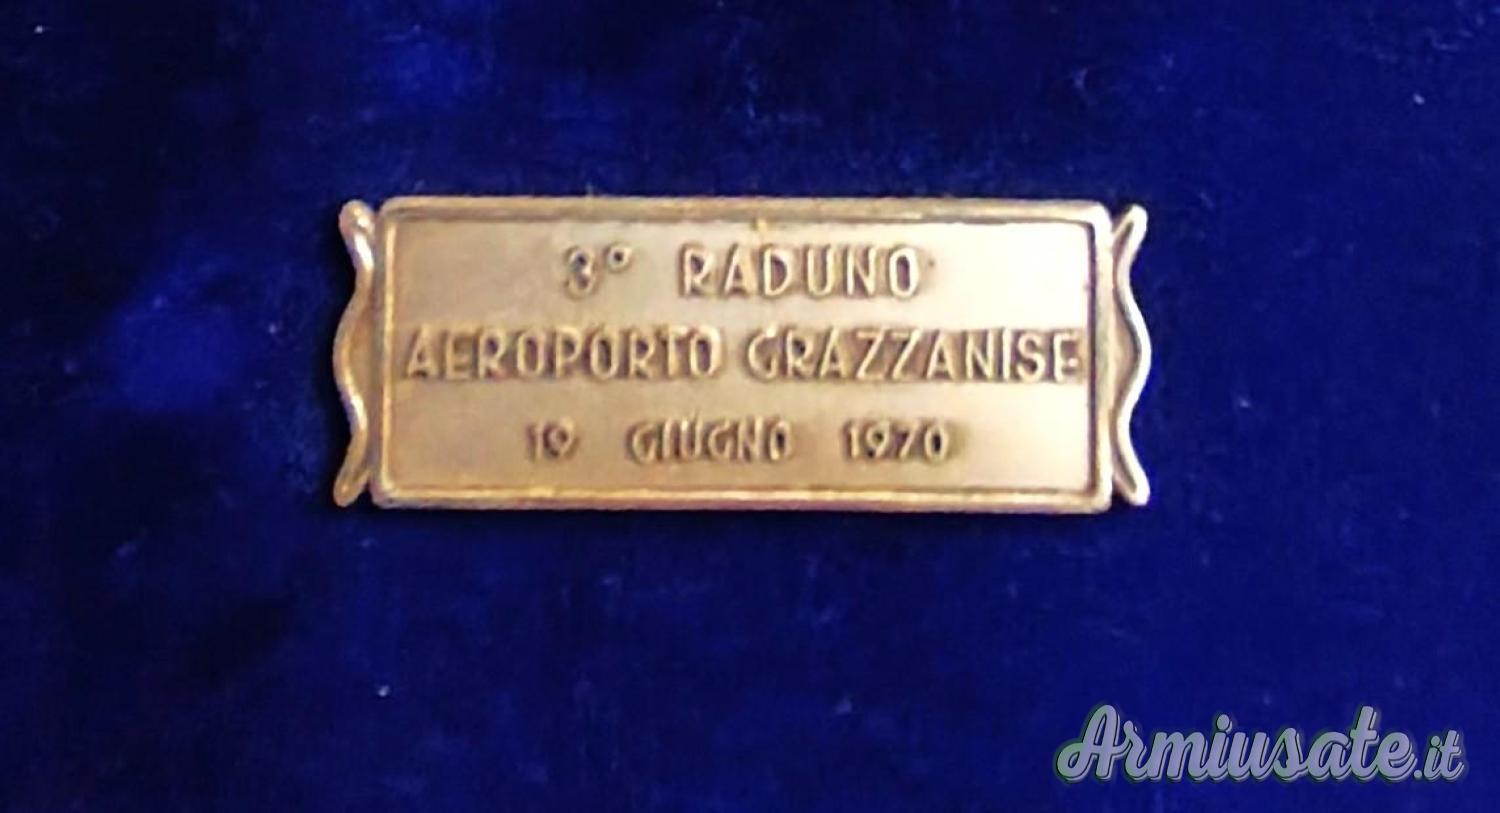 3° RADUNO
AEROPORTO GRAZZANISE
19 GIUGNO 1970
Armiusate.it